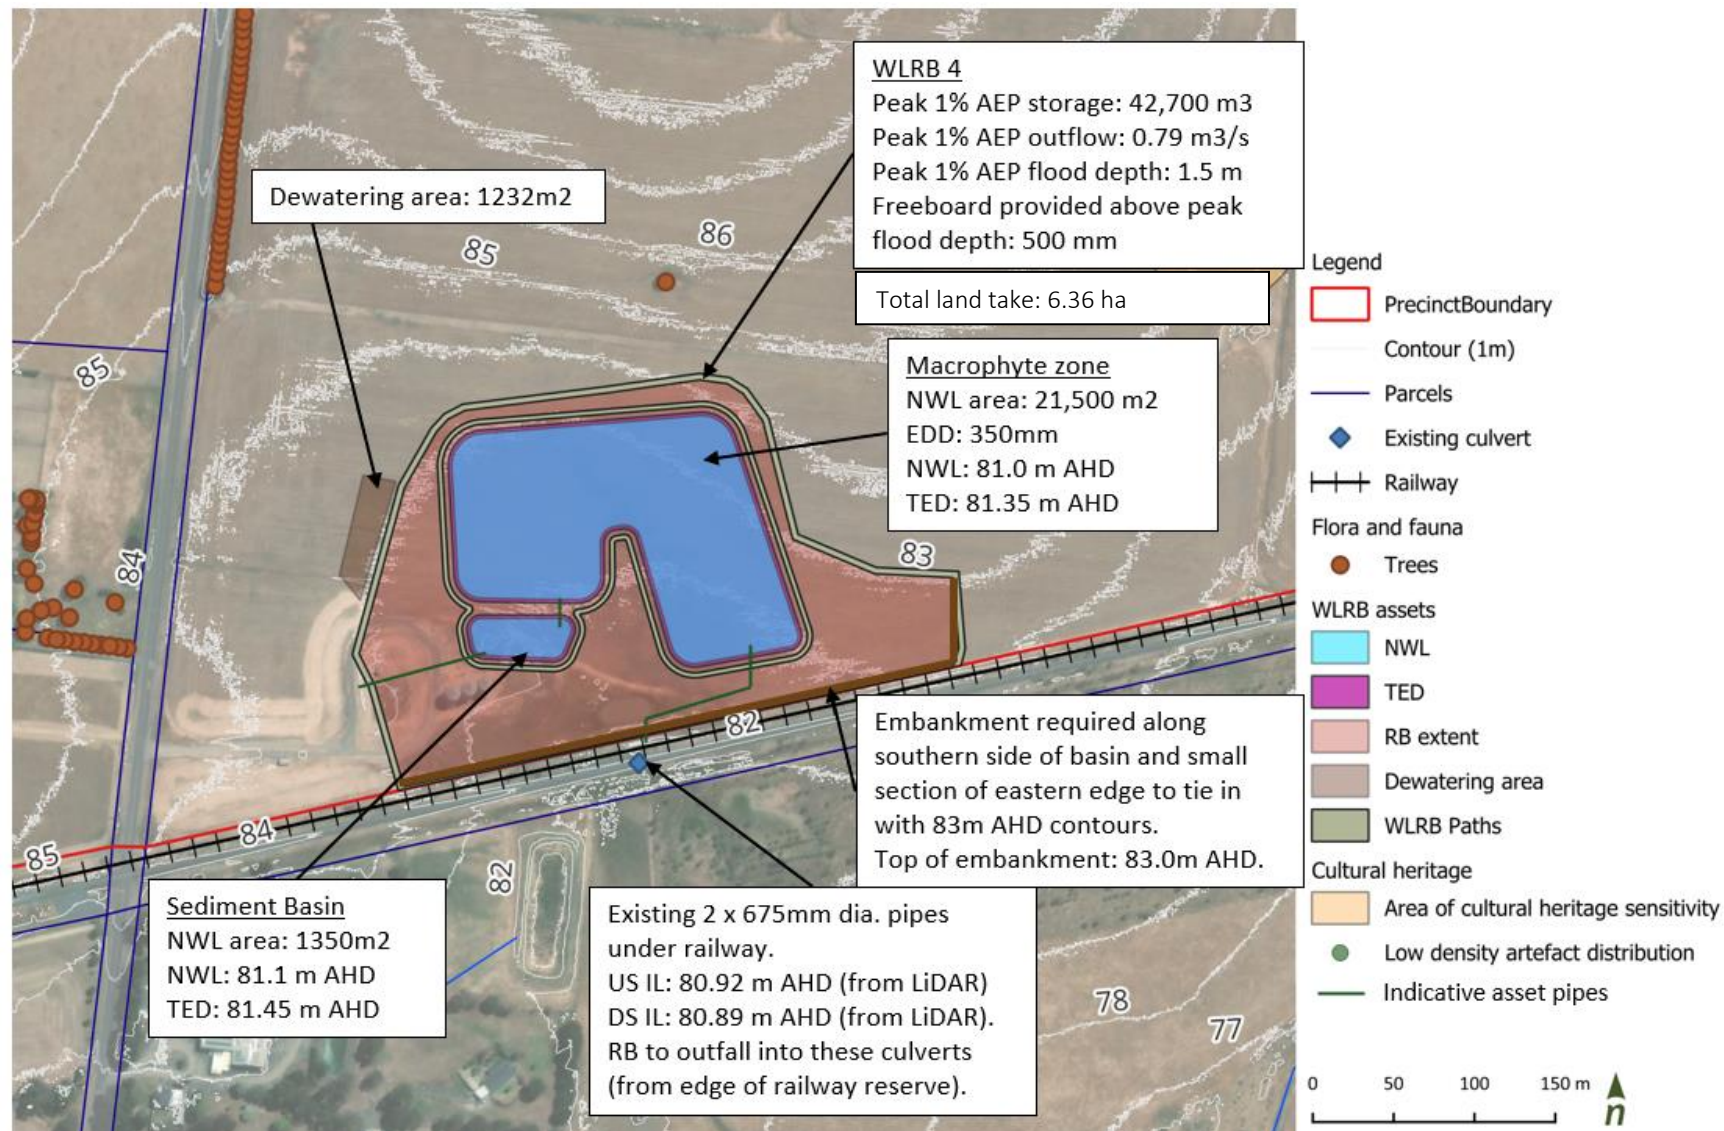 WLRB 4
Peak 1% AEP storage: 42,700 m3
Peak 1% AEP outflow: 0.79 m3/s
Peak 1% AEP flood depth: 1.5 m
Freeboard provided above peak
flood depth: 500 mm
Total land take: 6.36 ha
Dewatering area: 1232m2
86
85
85
84
83
82
84
85
82
78
77
Macrophyte zone
NWL area: 21,500 m2
EDD: 350mm
NWL: 81.0 m AHD
TED: 81.35 m AHD
Embankment required along
southern side of basin and small
section of eastern edge to tie in
with 83m AHD contours.
Top of embankment: 83.0m AHD.
Sediment Basin
NWL area: 1350m2
NWL: 81.1 m AHD
TED: 81.45 m AHD
Existing 2 x 675mm dia. pipes
under railway.
US IL: 80.92 m AHD (from LiDAR)
DS IL: 80.89 m AHD (from LiDAR).
RB to outfall into these culverts
(from edge of railway reserve).
Legend
PrecinctBoundary
Contour (1m)
Parcels
Existing culvert
Railway
Flora and fauna
Trees
WLRB assets
NWL
TED
RB extent
Dewatering area
WLRB Paths
Cultural heritage
Area of cultural heritage sensitivity
Low density artefact distribution
Indicative asset pipes
0 50 100 150 m
n